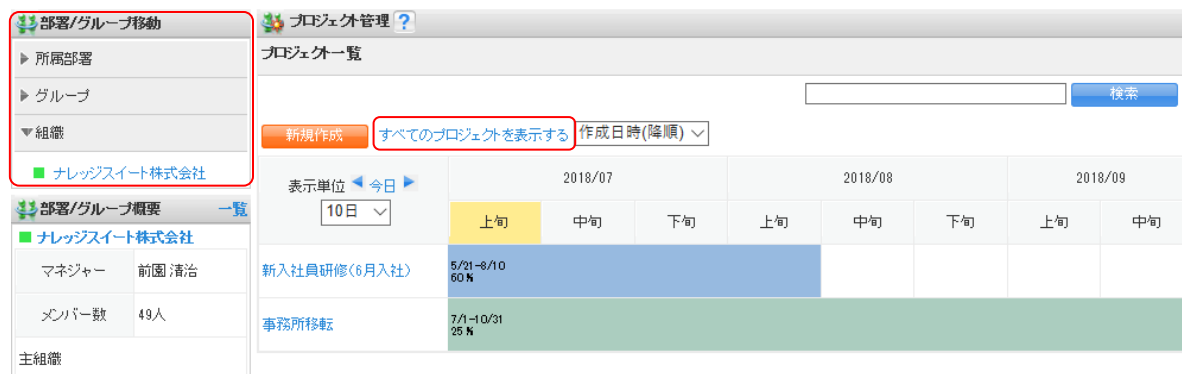 部署/グループ移動
所属部署
グループ
組織
ナレッジスイート株式会社
部署/グループ概要 一覧
ナレッジスイート株式会社
マネジャー 前園 清治
メンバー数 49人
主組織
プロジェクト管理 ?
プロジェクト一覧
検索
新規作成 すべてのプロジェクトを表示する 作成日時(降順)
表示単位 今日 2018/07 2018/08 2018/09
10日 上旬 中旬 下旬 上旬 中旬 下旬 上旬 中旬
新入社員研修(6月入社) 5/21-8/10
60%
事務所移転 7/1-10/31
25%